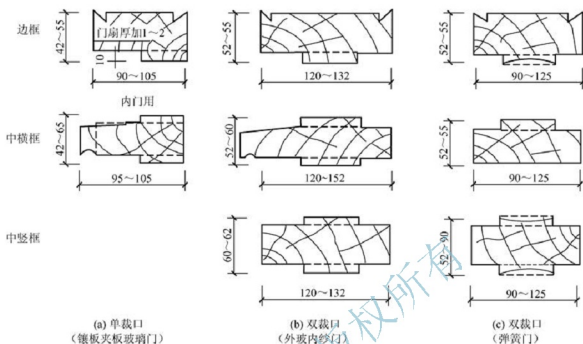 边框
42~55
门扇厚加1~2
10
90~105
内门用
52~55
120~132
52~55
90~125
中横框
42~65
95~105
52~60
120~152
52~55
90~125
中竖框
60~62
120~132
52~90
90~125
(a) 单裁口
(镶板夹板玻璃门)
(b) 双裁口
(外玻内纱门)
(c) 双裁口
(弹簧门)
权所有